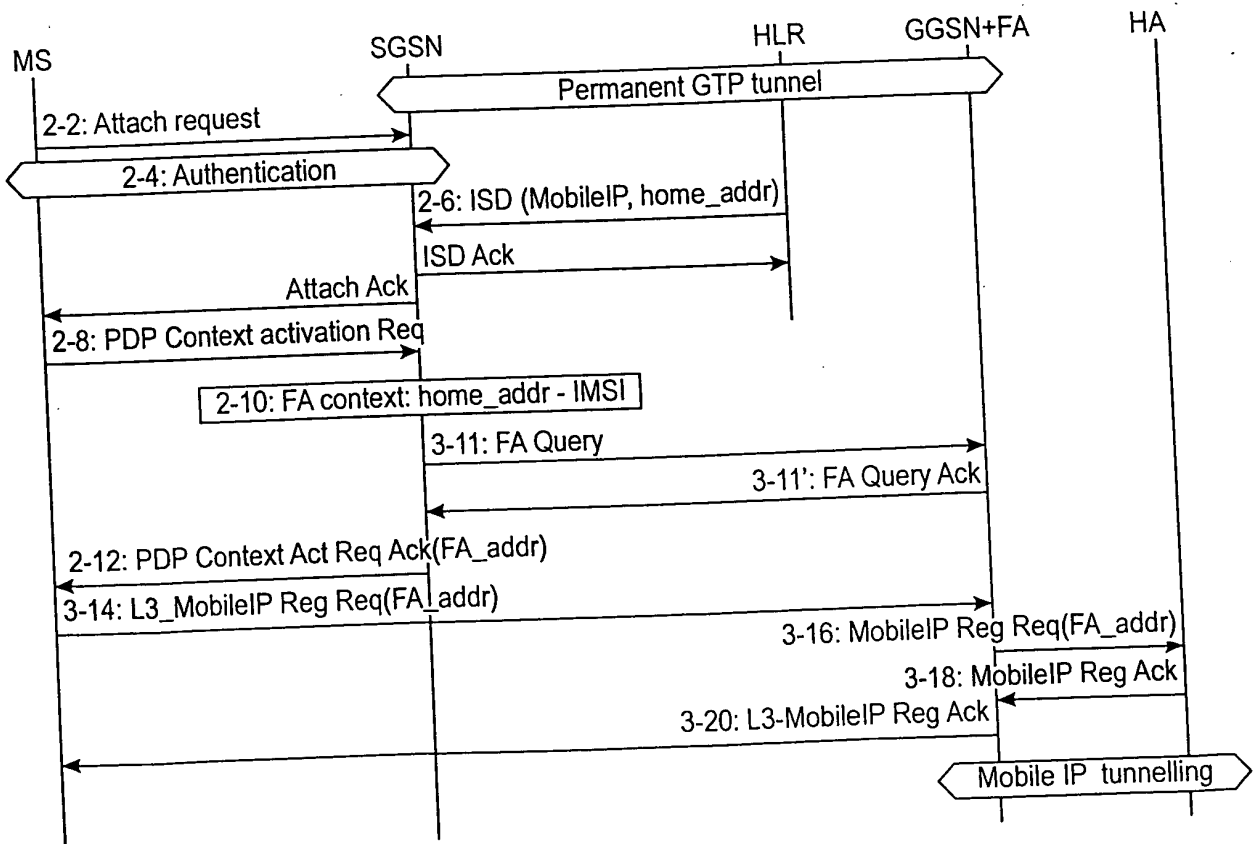 MS
SGSN
HLR
GGSN+FA
HA
Permanent GTP tunnel
2-2: Attach request
2-4: Authentication
2-6: ISD (MobileIP, home_addr)
ISD Ack
Attach Ack
2-8: PDP Context activation Req
2-10: FA context: home_addr - IMSI
3-11: FA Query
3-11': FA Query Ack
2-12: PDP Context Act Req Ack(FA_addr)
3-14: L3_MobileIP Reg Req(FA_addr)
3-16: MobileIP Reg Req(FA_addr)
3-18: MobileIP Reg Ack
3-20: L3-MobileIP Reg Ack
Mobile IP tunnelling